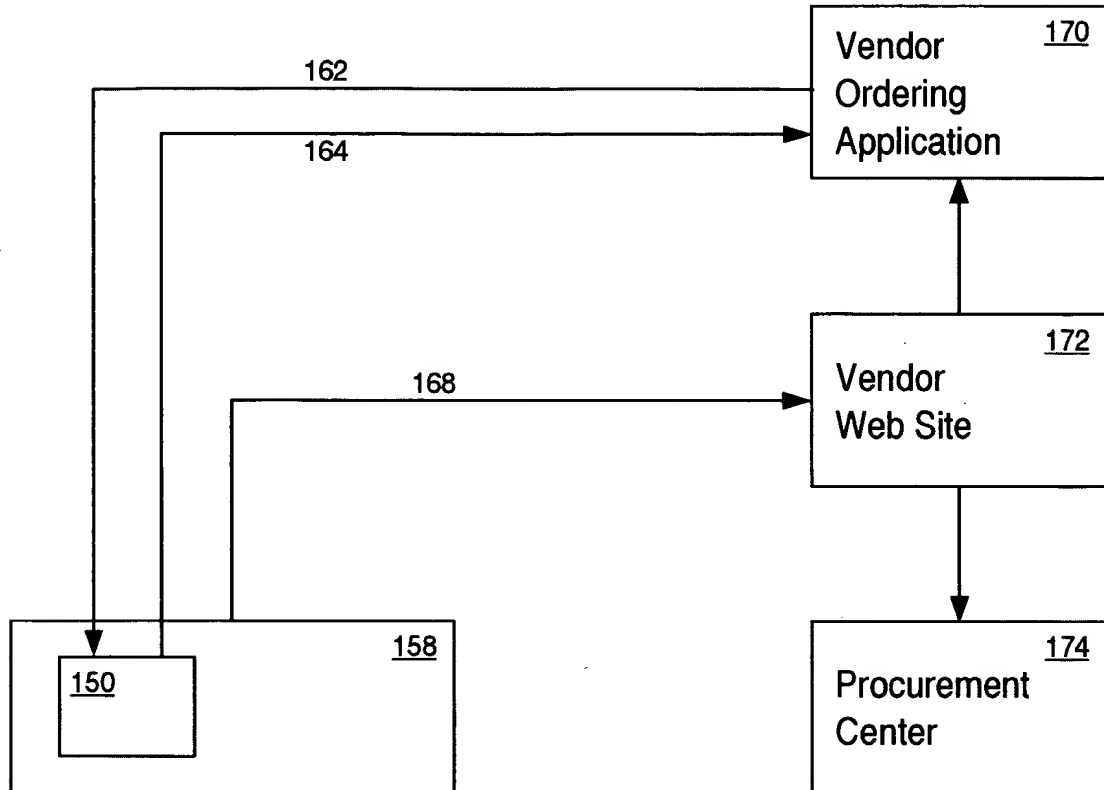 170
Vendor
Ordering
Application
162
164
172
Vendor
Web Site
168
158
150
174
Procurement
Center